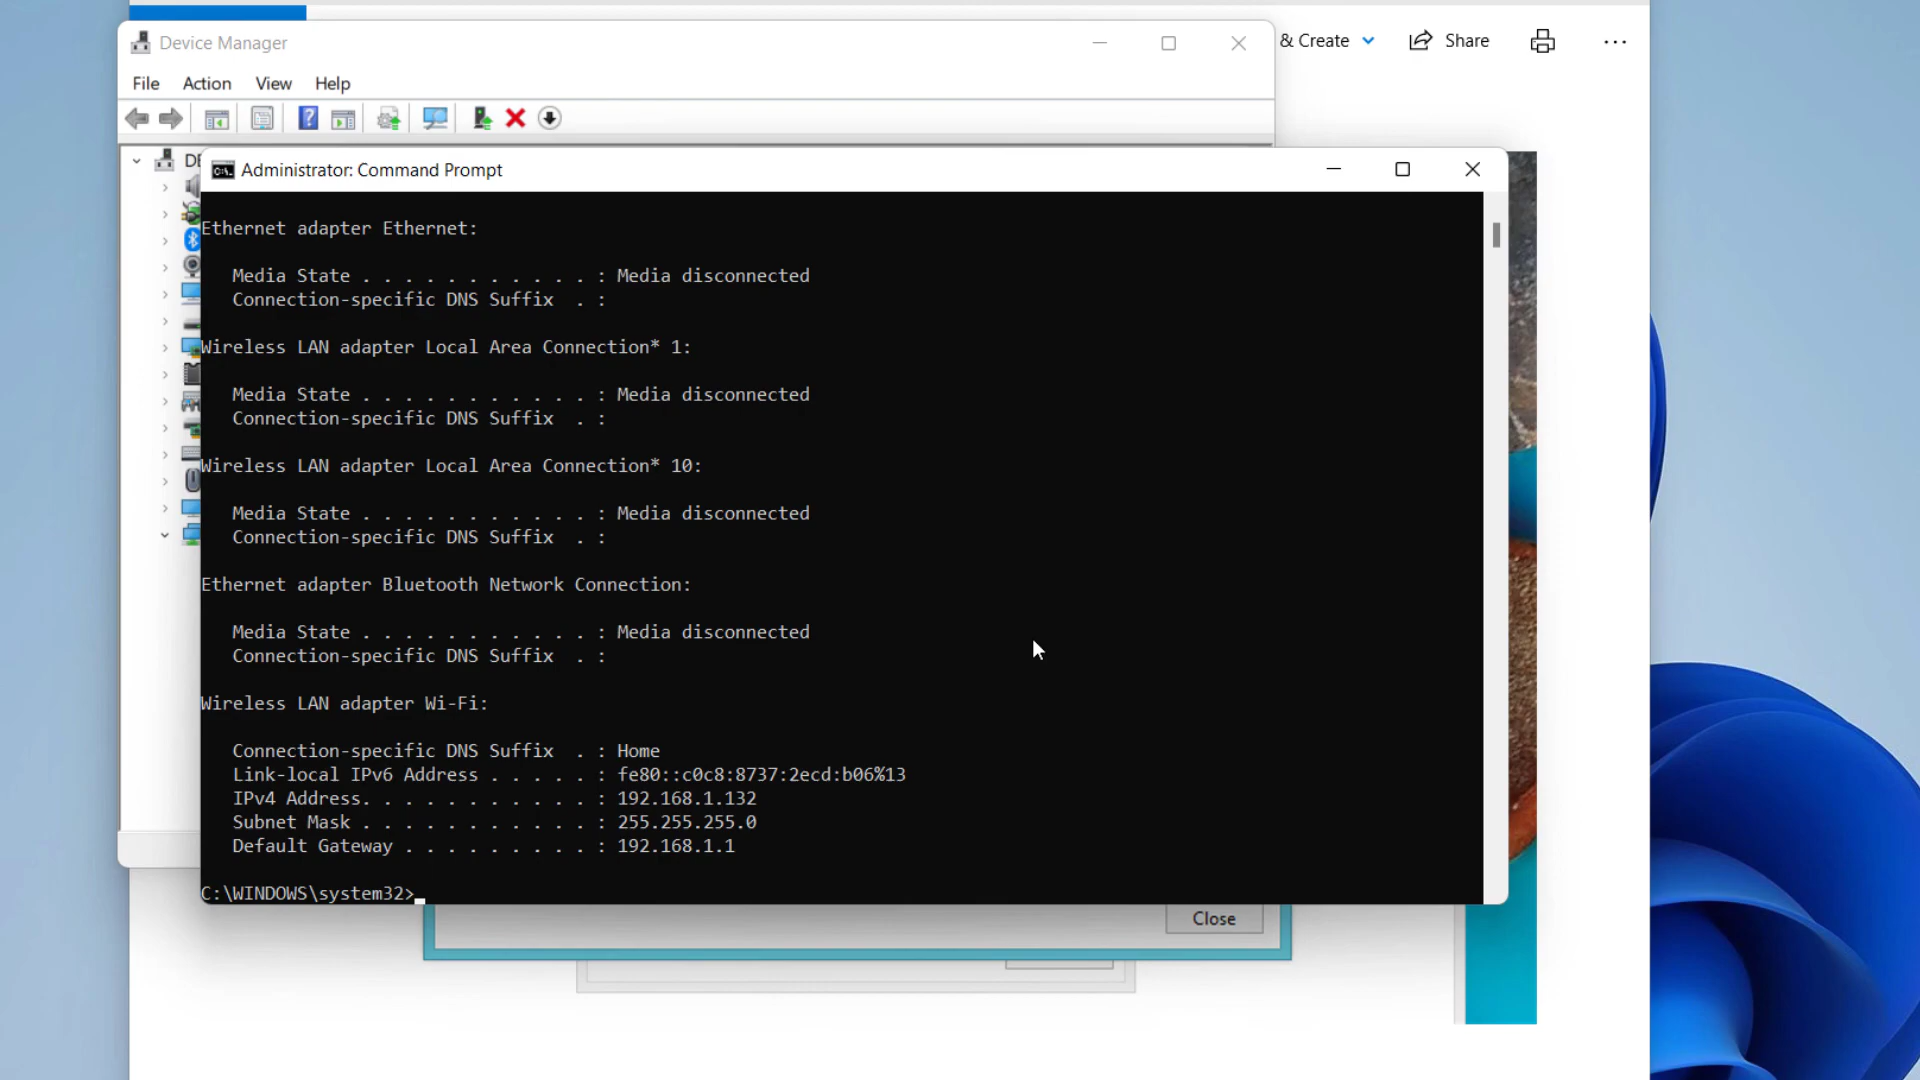 Device Manager
& Create
Share
File Action View Help
Administrator: Command Prompt
Ethernet adapter Ethernet:
Media State . . . . . . . . . . . : Media disconnected
Connection-specific DNS Suffix . :
Wireless LAN adapter Local Area Connection* 1:
Media State . . . . . . . . . . . : Media disconnected
Connection-specific DNS Suffix . :
Wireless LAN adapter Local Area Connection* 10:
Media State . . . . . . . . . . . : Media disconnected
Connection-specific DNS Suffix . :
Ethernet adapter Bluetooth Network Connection:
Media State . . . . . . . . . . . : Media disconnected
Connection-specific DNS Suffix . :
Wireless LAN adapter Wi-Fi:
Connection-specific DNS Suffix . : Home
Link-local IPv6 Address . . . . . : fe80::c0c8:8737:2ecd:b06%13
IPv4 Address. . . . . . . . . . . : 192.168.1.132
Subnet Mask . . . . . . . . . . . : 255.255.255.0
Default Gateway . . . . . . . . . : 192.168.1.1
C:\WINDOWS\system32>
Close